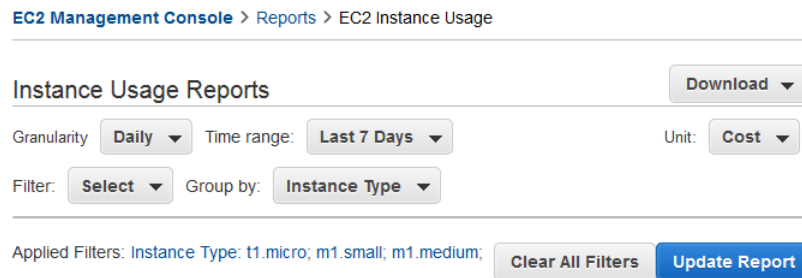 EC2 Management Console > Reports > EC2 Instance Usage
Instance Usage Reports Download
Granularity Daily Time range: Last 7 Days Unit: Cost
Filter: Select Group by: Instance Type
Applied Filters: Instance Type: t1.micro; m1.small; m1.medium; Clear All Filters Update Report